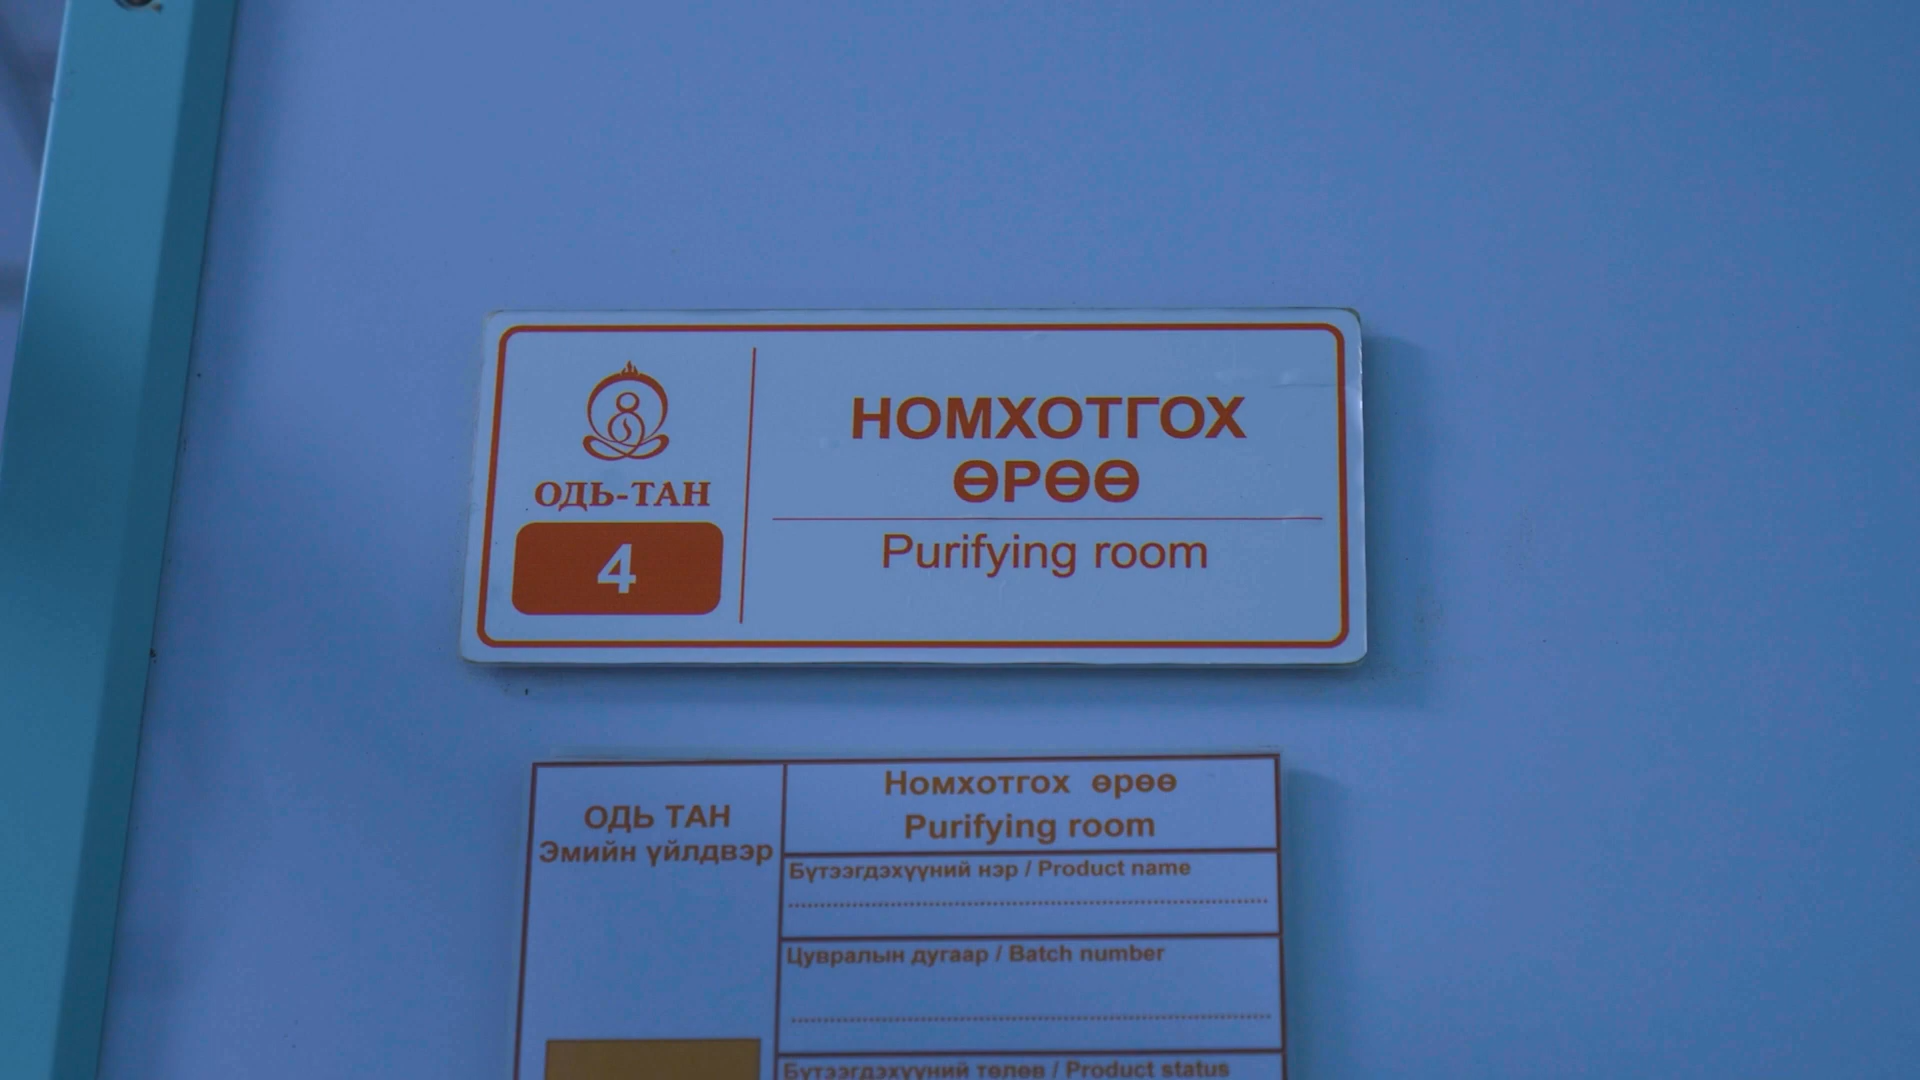 ОДЬ-ТАН
4
НОМХОТГОХ
ӨРӨӨ
Purifying room
ОДЬ ТАН
Эмийн үйлдвэр
Номхотгох өрөө
Purifying room
Бүтээгдэхүүний нэр / Product name
Цувралын дугаар / Batch number
Бүтээгдэхүүний төлөв / Product status